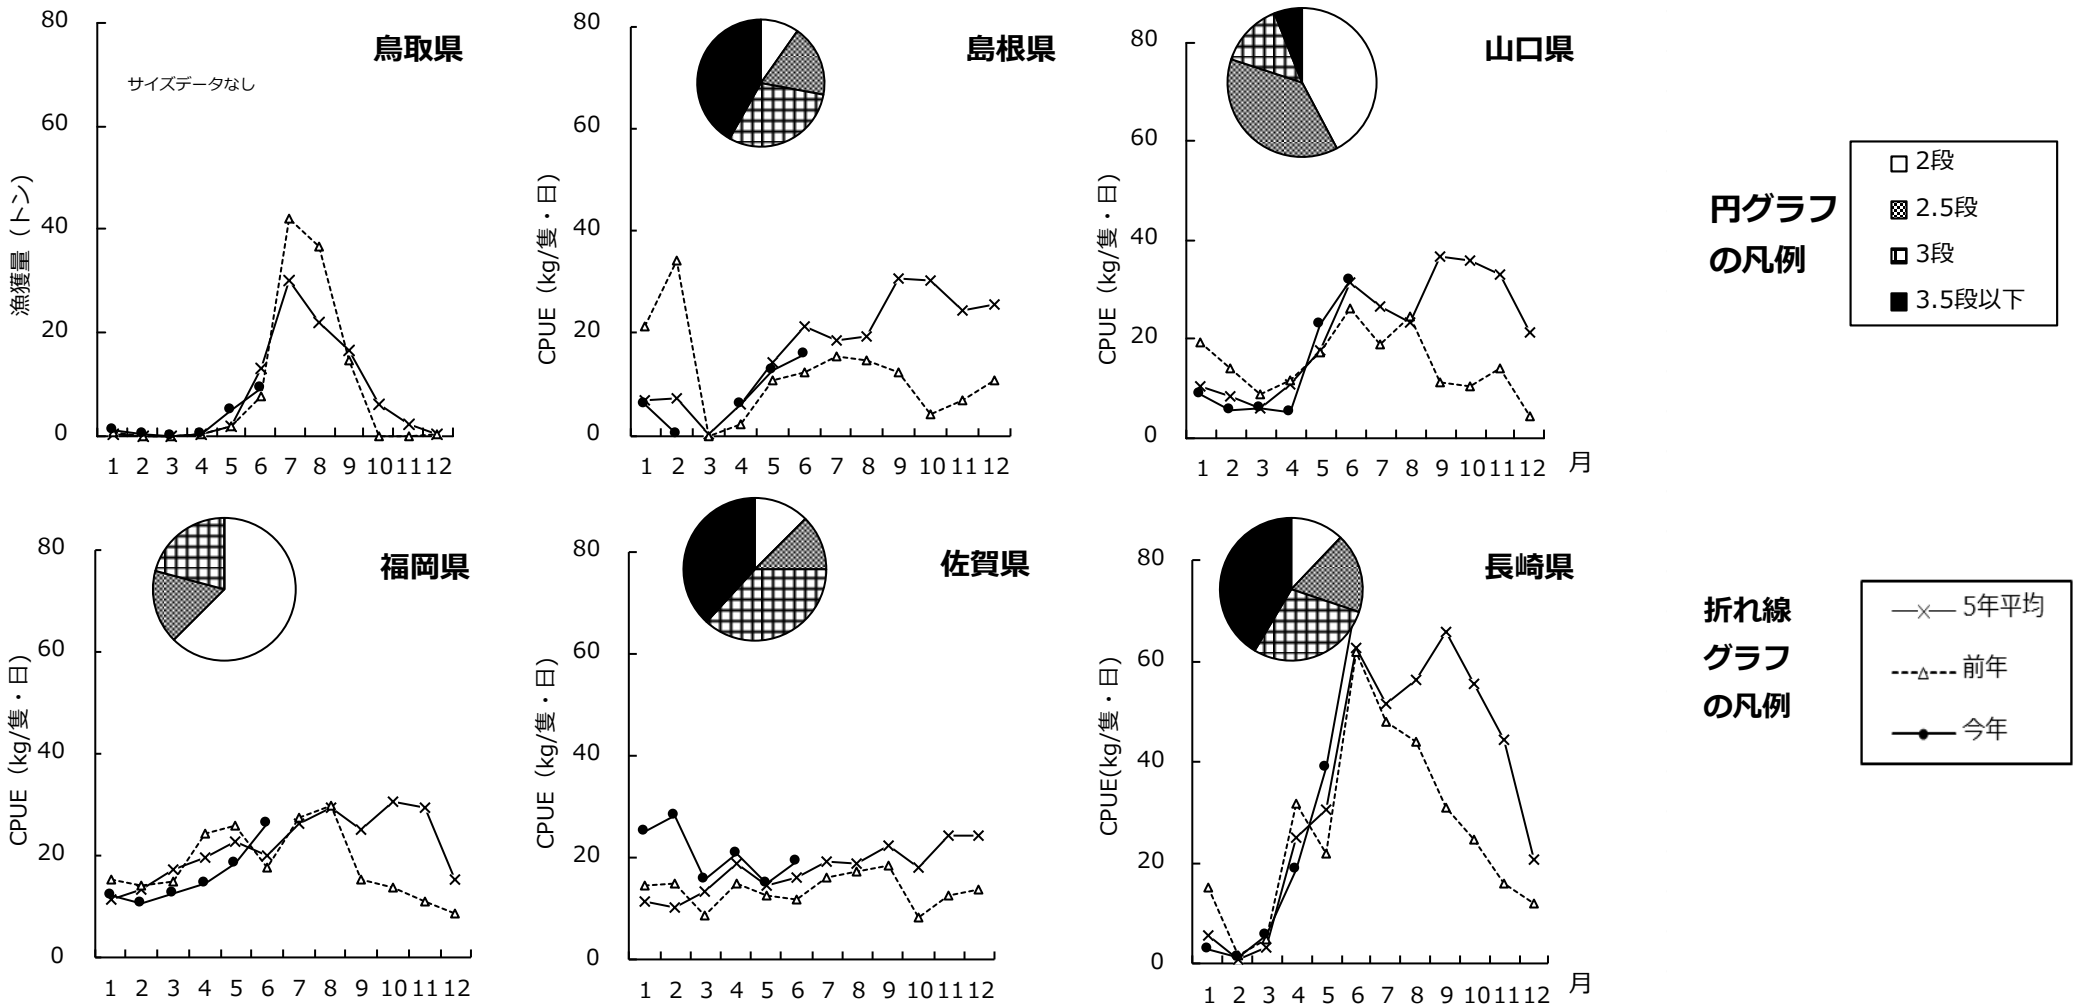 鳥取県
サイズデータなし
漁獲量（トン）
80
60
40
20
0
1 2 3 4 5 6 7 8 9 10 11 12
島根県
CPUE（kg/隻・日）
80
60
40
20
0
1 2 3 4 5 6 7 8 9 10 11 12
山口県
CPUE（kg/隻・日）
80
60
40
20
0
1 2 3 4 5 6 7 8 9 10 11 12 月
円グラフ
の凡例
2段
2.5段
3段
3.5段以下
福岡県
CPUE（kg/隻・日）
80
60
40
20
0
1 2 3 4 5 6 7 8 9 10 11 12
佐賀県
CPUE（kg/隻・日）
80
60
40
20
0
1 2 3 4 5 6 7 8 9 10 11 12
長崎県
CPUE(kg/隻・日)
80
60
40
20
0
1 2 3 4 5 6 7 8 9 10 11 12 月
折れ線
グラフ
の凡例
5年平均
前年
今年